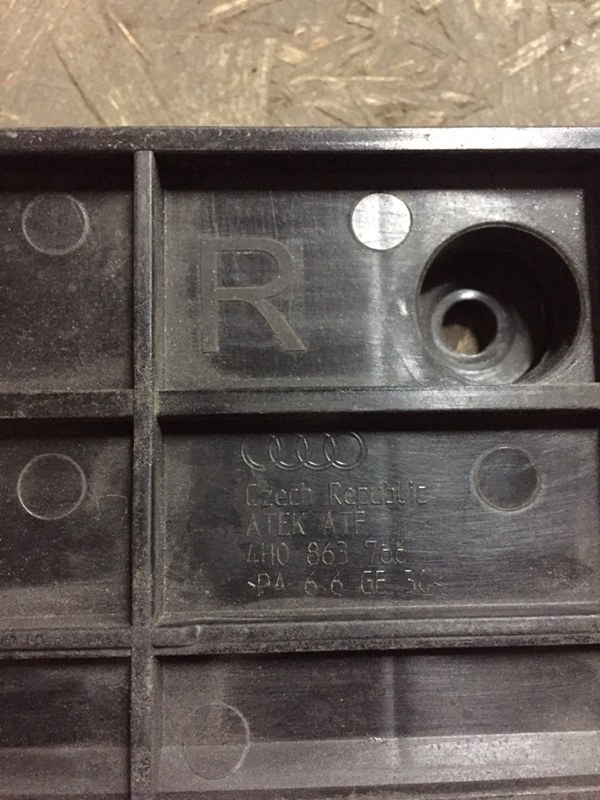 R
Czech Republic
ATEK ATF
4H0 863 766
>PA 6.6 GF 30<